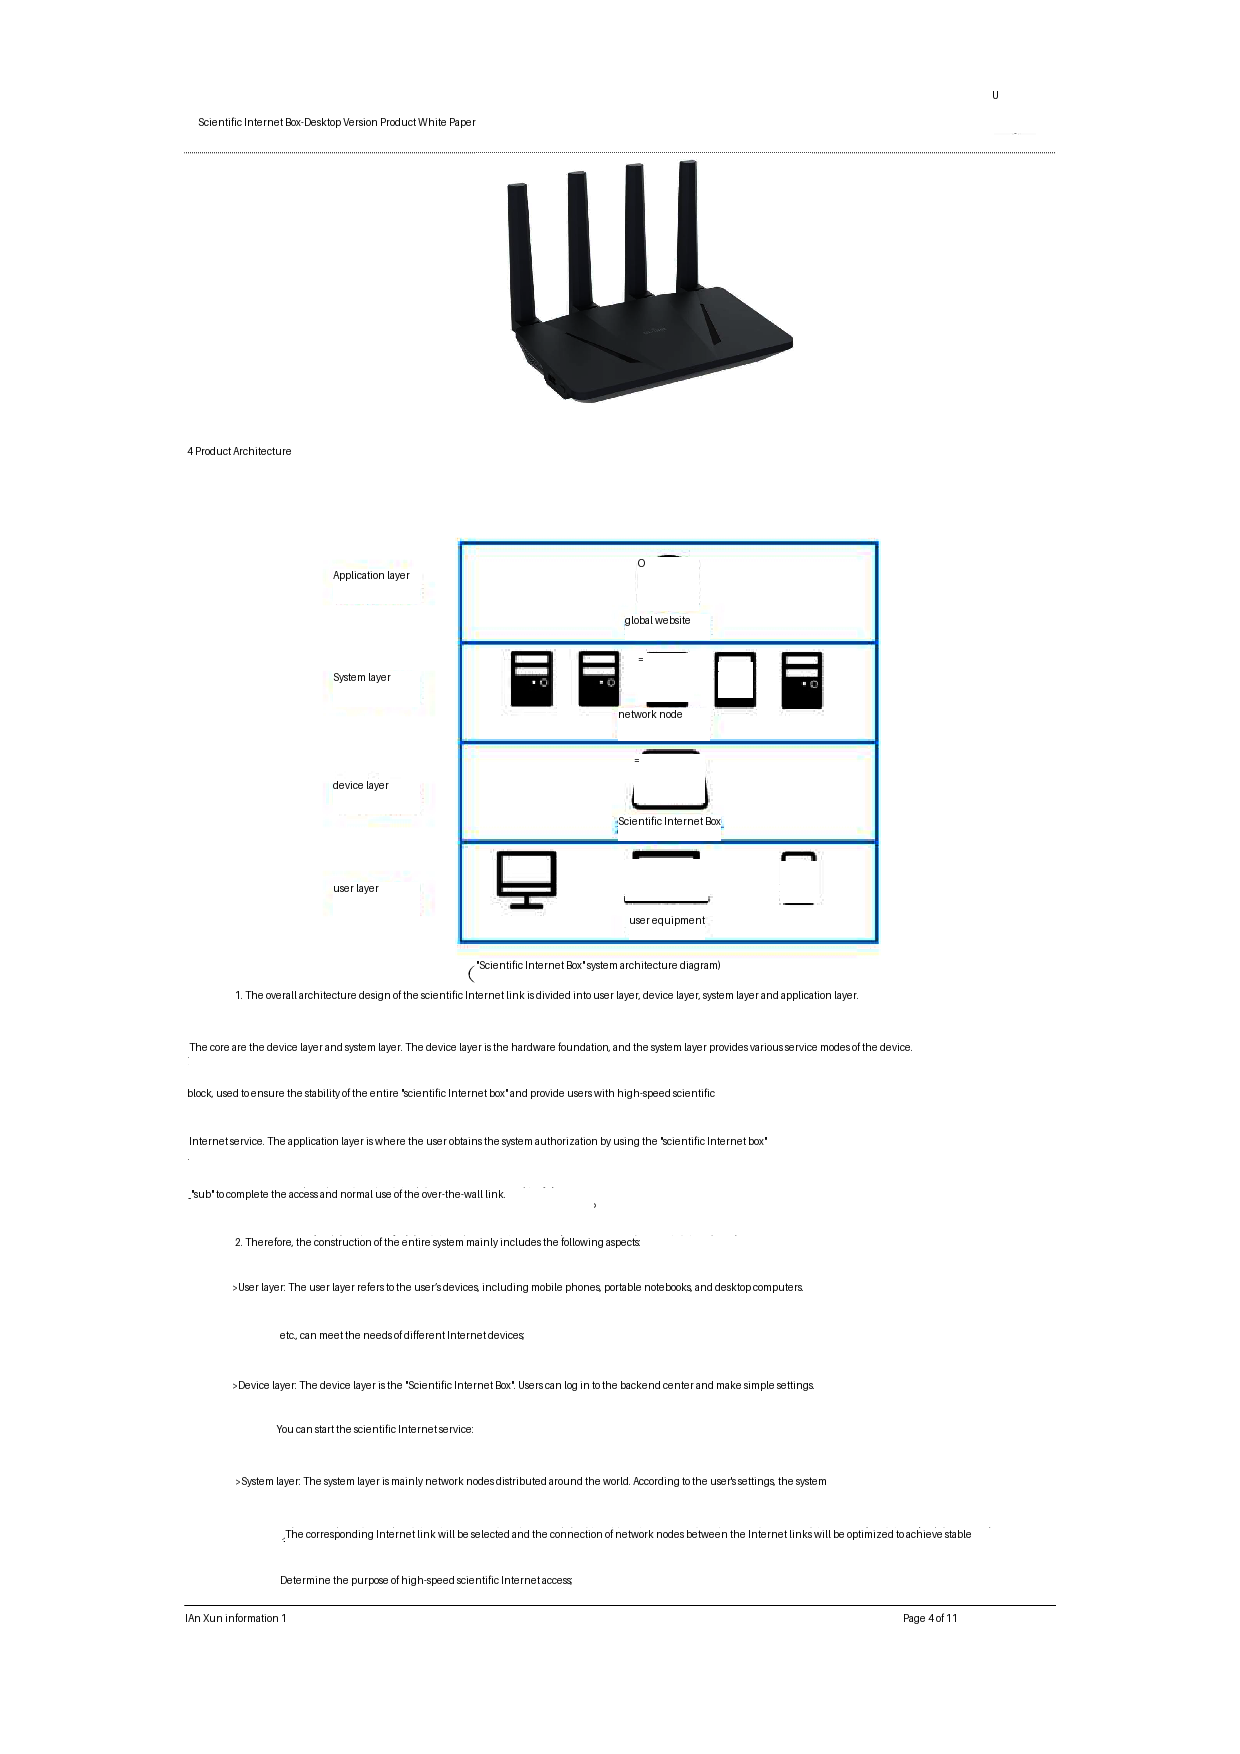 U
Scientific Internet Box-Desktop Version Product White Paper
4 Product Architecture
Application layer
global website
System layer
network node
device layer
Scientific Internet Box
user layer
user equipment
("Scientific Internet Box" system architecture diagram)
1. The overall architecture design of the scientific Internet link is divided into user layer, device layer, system layer and application layer.
The core are the device layer and system layer. The device layer is the hardware foundation, and the system layer provides various service modes of the device.
block, used to ensure the stability of the entire "scientific Internet box" and provide users with high-speed scientific
Internet service. The application layer is where the user obtains the system authorization by using the "scientific Internet box"
"sub" to complete the access and normal use of the over-the-wall link.
2. Therefore, the construction of the entire system mainly includes the following aspects:
>User layer: The user layer refers to the user's devices, including mobile phones, portable notebooks, and desktop computers.
etc., can meet the needs of different Internet devices;
>Device layer: The device layer is the "Scientific Internet Box". Users can log in to the backend center and make simple settings.
You can start the scientific Internet service:
>System layer: The system layer is mainly network nodes distributed around the world. According to the user's settings, the system
The corresponding Internet link will be selected and the connection of network nodes between the Internet links will be optimized to achieve stable
Determine the purpose of high-speed scientific Internet access;
IAn Xun information 1
Page 4 of 11